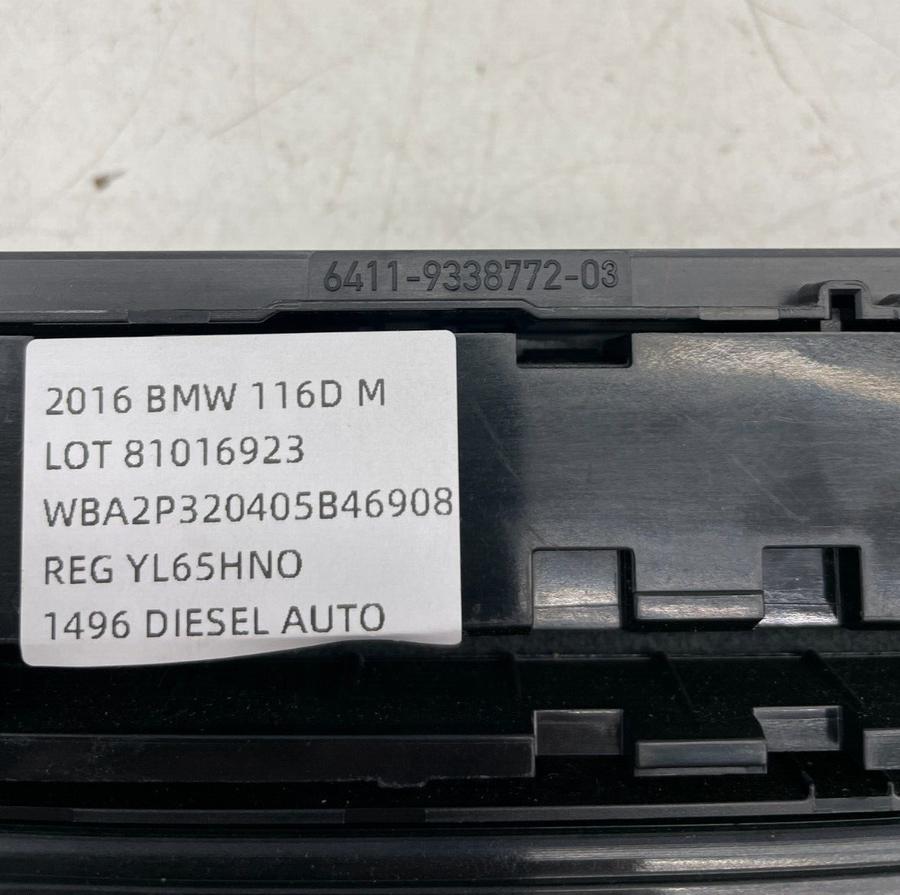 6411-9338772-03
2016 BMW 116D M
LOT 81016923
WBA2P320405B46908
REG YL65HNO
1496 DIESEL AUTO